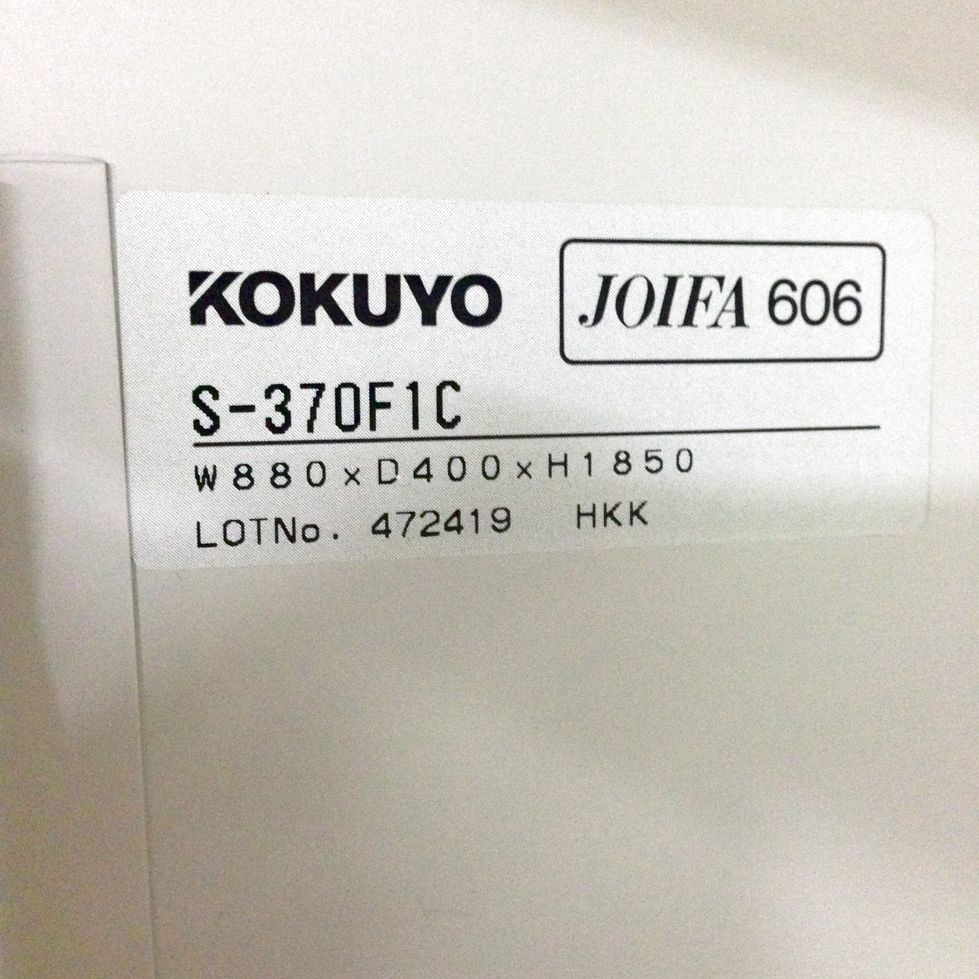 KOKUYO JOIFA 606
S-370F1C
W880×D400×H1850
LOTNo. 472419 HKK